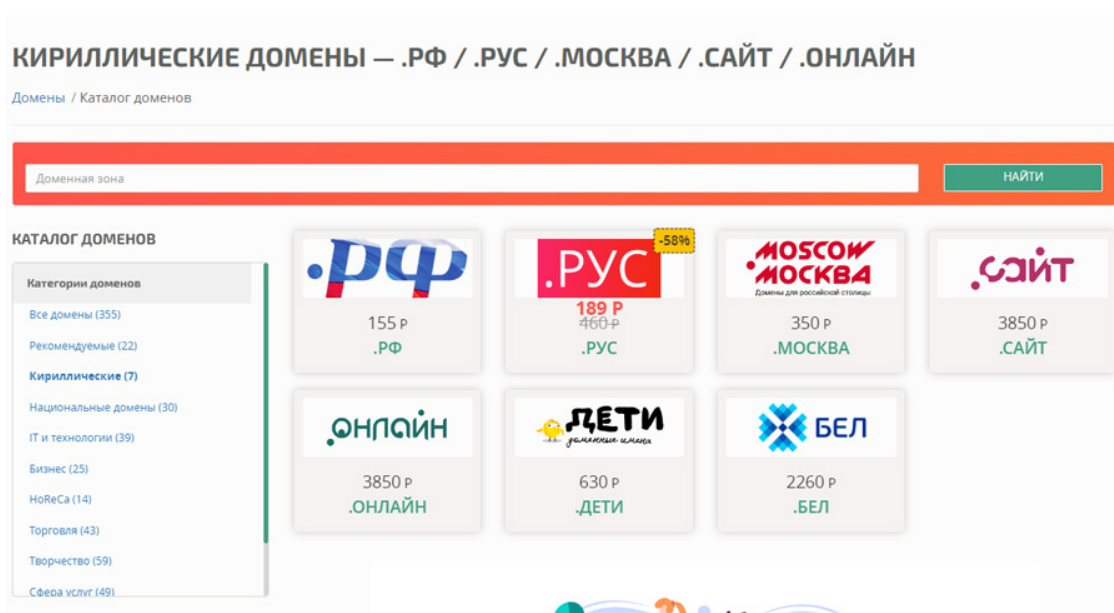 КИРИЛЛИЧЕСКИЕ ДОМЕНЫ — .РФ / .РУС / .МОСКВА / .САЙТ / .ОНЛАЙН
Домены / Каталог доменов
Доменная зона
НАЙТИ
КАТАЛОГ ДОМЕНОВ
Категории доменов
Все домены (355)
Рекомендуемые (22)
Кириллические (7)
Национальные домены (30)
IT и технологии (39)
Бизнес (25)
HoReCa (14)
Торговля (43)
Творчество (59)
Сфера услуг (49)
.рф
155 Р
.РФ
-58%
.РУС
189 Р
460 Р
.РУС
.MOSCOW
.МОСКВА
Домены для российской столицы
350 Р
.МОСКВА
.сайт
3850 Р
.САЙТ
.онлайн
3850 Р
.ОНЛАЙН
.ДЕТИ
доменные имена
630 Р
.ДЕТИ
БЕЛ
2260 Р
.БЕЛ